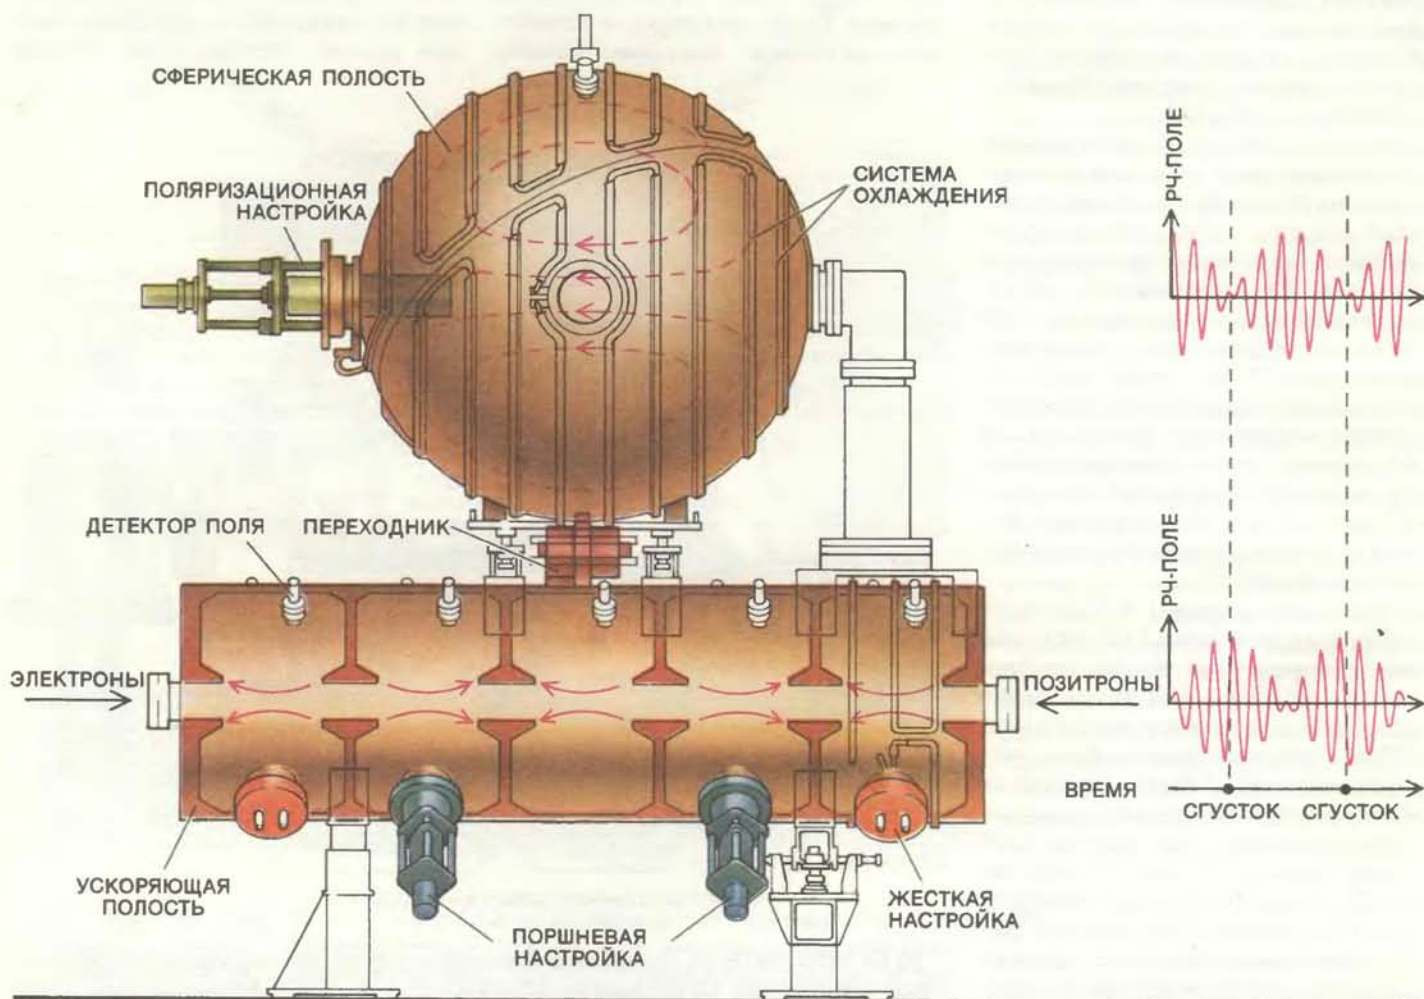 СФЕРИЧЕСКАЯ ПОЛОСТЬ
ПОЛЯРИЗАЦИОННАЯ
НАСТРОЙКА
СИСТЕМА
ОХЛАЖДЕНИЯ
РЧ-ПОЛЕ
ДЕТЕКТОР ПОЛЯ
ПЕРЕХОДНИК
РЧ-ПОЛЕ
ЭЛЕКТРОНЫ
ПОЗИТРОНЫ
ВРЕМЯ
СГУСТОК СГУСТОК
УСКОРЯЮЩАЯ
ПОЛОСТЬ
ЖЕСТКАЯ
НАСТРОЙКА
ПОРШНЕВАЯ
НАСТРОЙКА